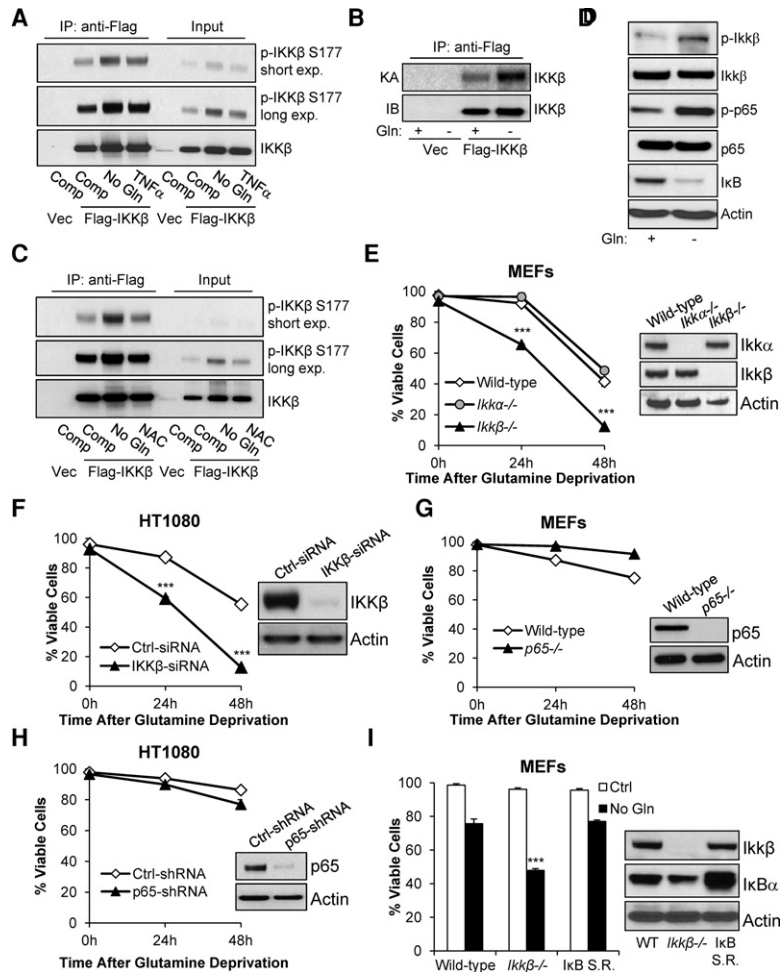 A
IP: anti-Flag Input
p-IKKβ S177
short exp.
p-IKKβ S177
long exp.
IKKβ
Comp Comp No Gln TNFα Comp Comp No Gln TNFα
Vec Flag-IKKβ Vec Flag-IKKβ
B
IP: anti-Flag
KA IKKβ
IB IKKβ
Gln: + - + -
Vec Flag-IKKβ
D
p-Ikkβ
Ikkβ
p-p65
p65
IκB
Actin
Gln: + -
C
IP: anti-Flag Input
p-IKKβ S177
short exp.
p-IKKβ S177
long exp.
IKKβ
Comp Comp No Gln NAC Comp Comp No Gln NAC
Vec Flag-IKKβ Vec Flag-IKKβ
E
MEFs
% Viable Cells
100
80
60
40
20
0
***
***
Wild-type
Ikkα-/-
Ikkβ-/-
0h 24h 48h
Time After Glutamine Deprivation
Wild-type Ikkα-/- Ikkβ-/-
Ikkα
Ikkβ
Actin
F
HT1080
% Viable Cells
100
80
60
40
20
0
***
***
Ctrl-siRNA
IKKβ-siRNA
0h 24h 48h
Time After Glutamine Deprivation
Ctrl-siRNA IKKβ-siRNA
IKKβ
Actin
G
MEFs
% Viable Cells
100
80
60
40
20
0
Wild-type
p65-/-
0h 24h 48h
Time After Glutamine Deprivation
Wild-type p65-/-
p65
Actin
H
HT1080
% Viable Cells
100
80
60
40
20
0
Ctrl-shRNA
p65-shRNA
0h 24h 48h
Time After Glutamine Deprivation
Ctrl-shRNA p65-shRNA
p65
Actin
I
MEFs
% Viable Cells
100
80
60
40
20
0
Ctrl
No Gln
***
Wild-type Ikkβ-/- IκB S.R.
Ikkβ
IκBα
Actin
WT Ikkβ-/- IκB
S.R.